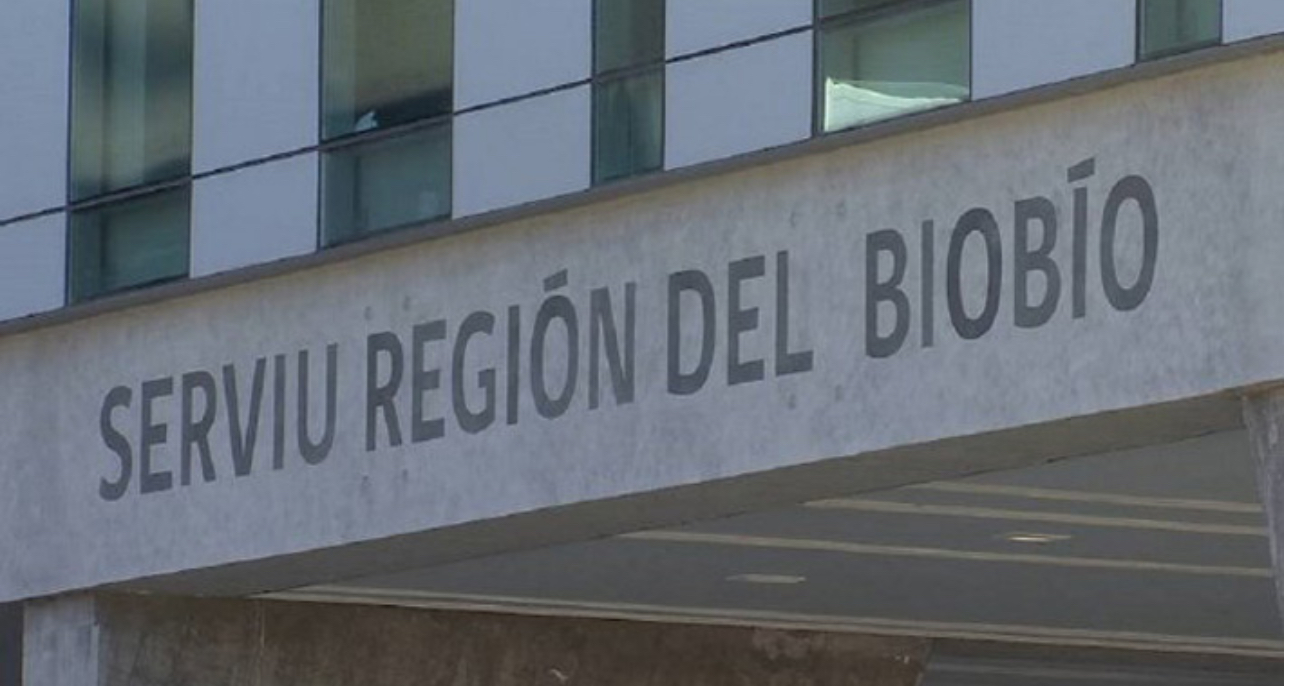 SERVIU REGIÓN DEL BIOBÍO